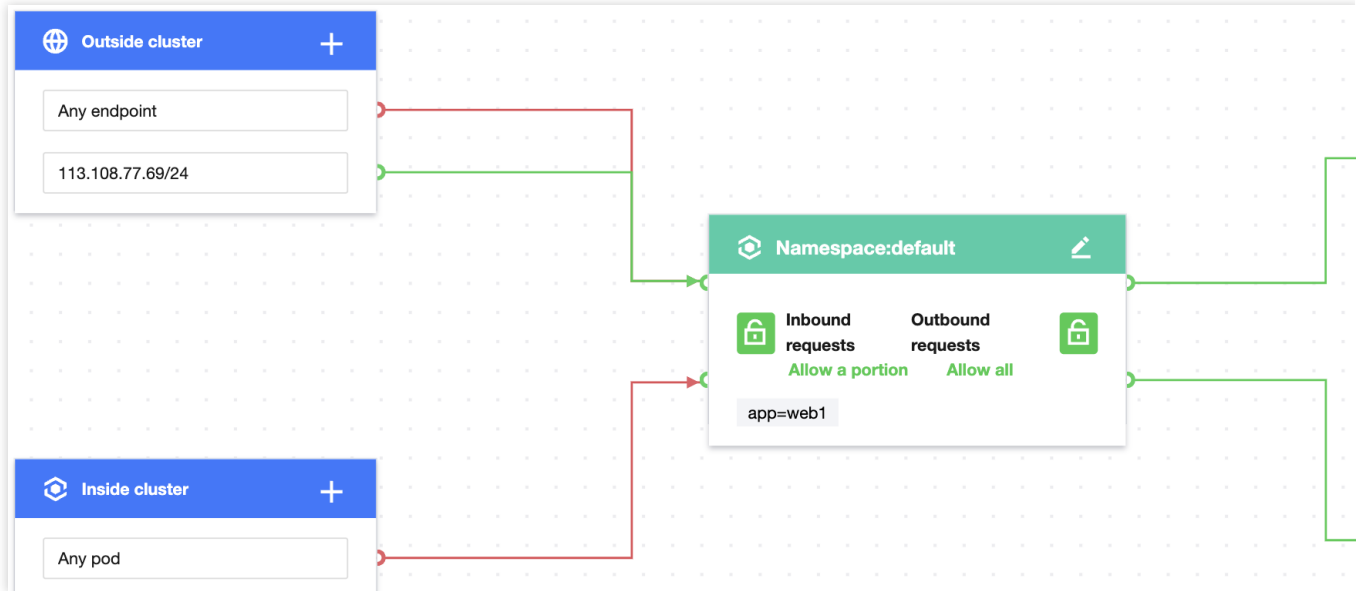 Outside cluster
Any endpoint
113.108.77.69/24
Namespace:default
Inbound
requests
Allow a portion
Outbound
requests
Allow all
app=web1
Inside cluster
Any pod